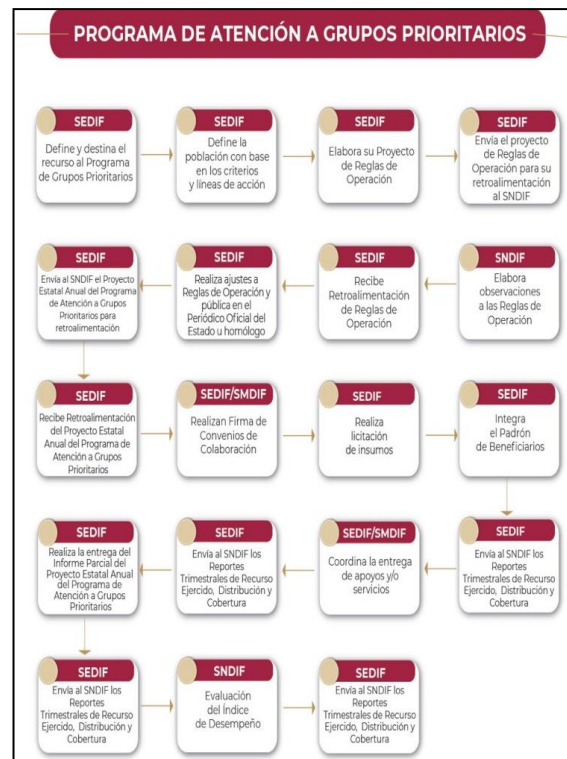 PROGRAMA DE ATENCIÓN A GRUPOS PRIORITARIOS
SEDIF
Define y destina el
recurso al Programa
de Grupos Prioritarios
SEDIF
Define la
población con base
en los criterios
y líneas de acción
SEDIF
Elabora su Proyecto
de Reglas de
Operación
SEDIF
Envía el proyecto
de Reglas de
Operación para su
retroalimentación
al SNDIF
SEDIF
Envía al SNDIF el Proyecto
Estatal Anual del Programa
de Atención a Grupos
Prioritarios para
retroalimentación
SEDIF
Realiza ajustes a
Reglas de Operación y
pública en el
Periódico Oficial del
Estado u homólogo
SEDIF
Recibe
Retroalimentación
de Reglas de
Operación
SNDIF
Elabora
observaciones
a las Reglas de
Operación
SEDIF
Recibe Retroalimentación
del Proyecto Estatal
Anual del Programa de
Atención a Grupos
Prioritarios
SEDIF/SMDIF
Realizan Firma de
Convenios de
Colaboración
SEDIF
Realiza
licitación
de insumos
SEDIF
Integra
el Padrón
de Beneficiarios
SEDIF
Realiza la entrega del
Informe Parcial del
Proyecto Estatal Anual
del Programa de
Atención a Grupos
Prioritarios
SEDIF
Envía al SNDIF los
Reportes
Trimestrales de Recurso
Ejercido, Distribución y
Cobertura
SEDIF/SMDIF
Coordina la entrega
de apoyos y/o
servicios
SEDIF
Envía al SNDIF los
Reportes
Trimestrales de Recurso
Ejercido, Distribución y
Cobertura
SEDIF
Envía al SNDIF los
Reportes
Trimestrales de Recurso
Ejercido, Distribución y
Cobertura
SNDIF
Evaluación
del Índice
de Desempeño
SEDIF
Envía al SNDIF los
Reportes
Trimestrales de Recurso
Ejercido, Distribución y
Cobertura